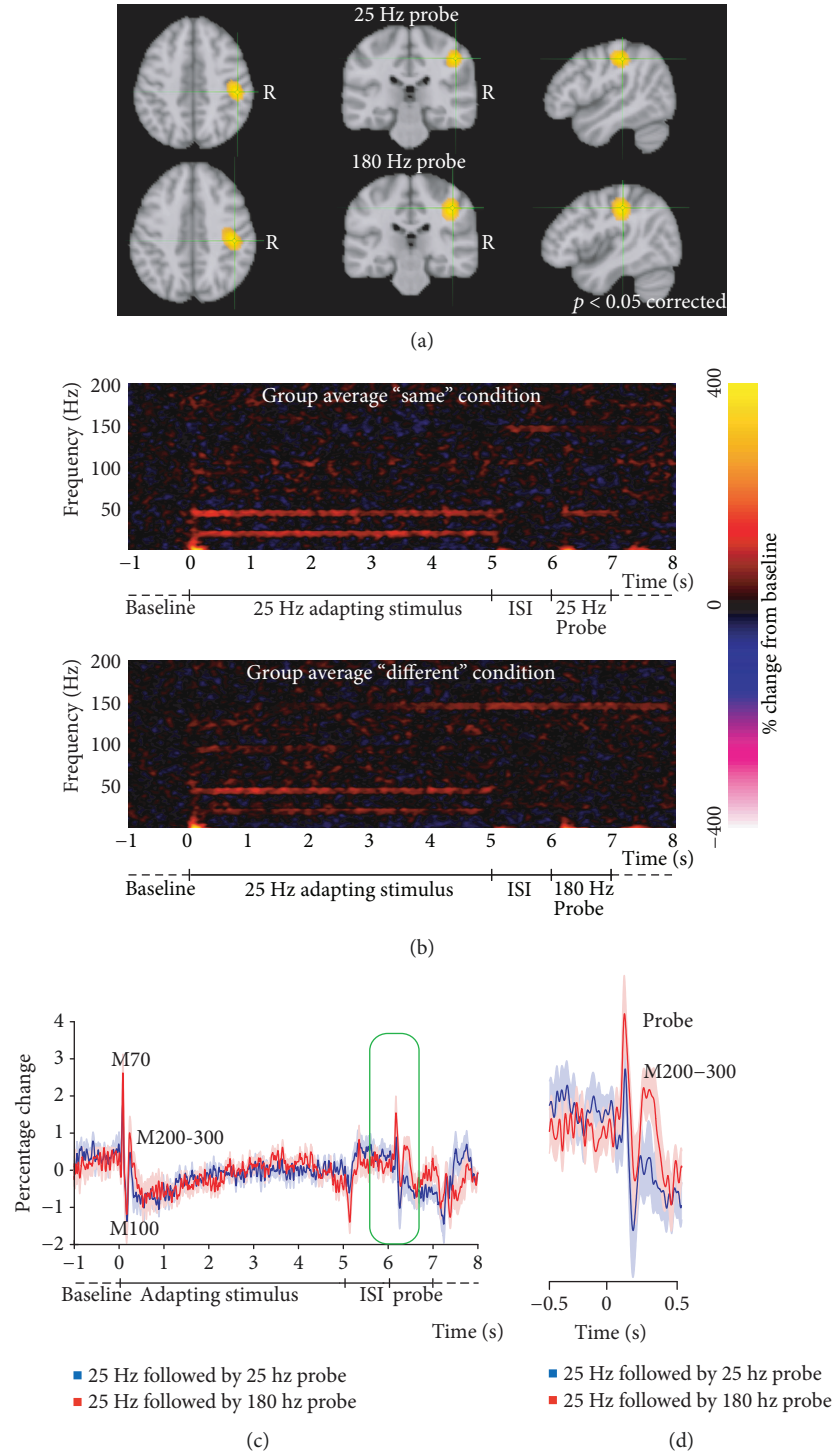 25 Hz probe
R
R
180 Hz probe
R
R
p < 0.05 corrected
(a)
Group average “same” condition
Frequency (Hz)
200
150
100
50
−1 0 1 2 3 4 5 6 7 8
Time (s)
Baseline 25 Hz adapting stimulus ISI 25 Hz
Probe
Group average “different” condition
Frequency (Hz)
200
150
100
50
−1 0 1 2 3 4 5 6 7 8
Time (s)
Baseline 25 Hz adapting stimulus ISI 180 Hz
Probe
400
0
−400
% change from baseline
(b)
Percentage change
4
3
2
1
0
−1
−2
M70
M200-300
M100
−1 0 1 2 3 4 5 6 7 8
Baseline Adapting stimulus ISI probe
Time (s)
25 Hz followed by 25 hz probe
25 Hz followed by 180 hz probe
(c)
Probe
M200−300
−0.5 0 0.5
Time (s)
25 Hz followed by 25 hz probe
25 Hz followed by 180 hz probe
(d)